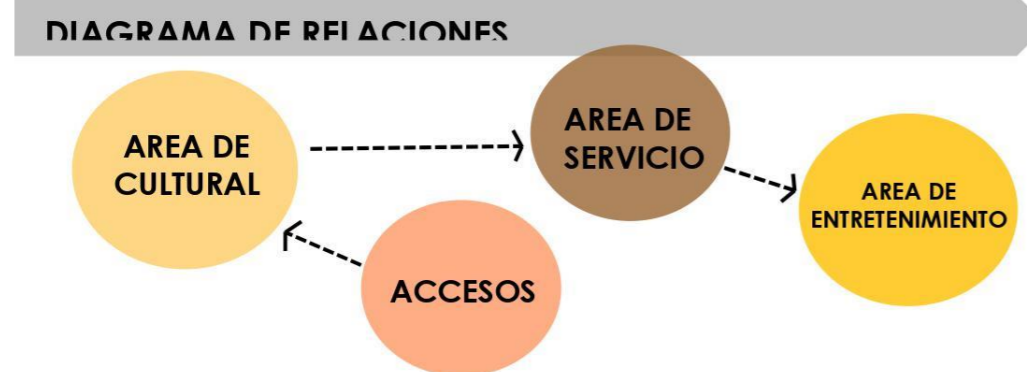 DIAGRAMA DE RELACIONES
AREA DE
CULTURAL
AREA DE
SERVICIO
AREA DE
ENTRETENIMIENTO
ACCESOS